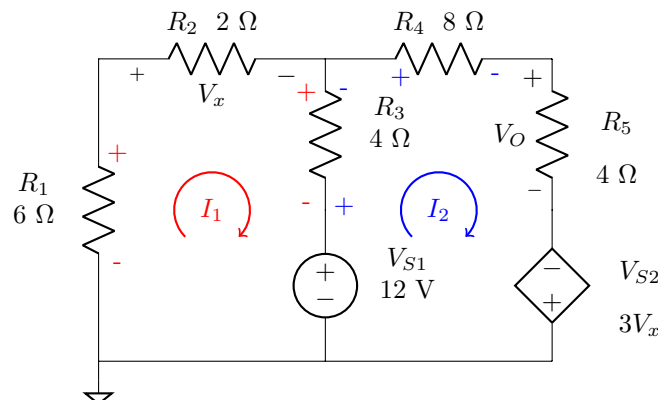 R2 2 Ω
R4 8 Ω
+ − + - +
Vx
+ - R3
4 Ω
VO
R5
4 Ω
+
R1
6 Ω
-
I1
- +
I2
−
VS1
12 V
+
−
−
+
VS2
3Vx